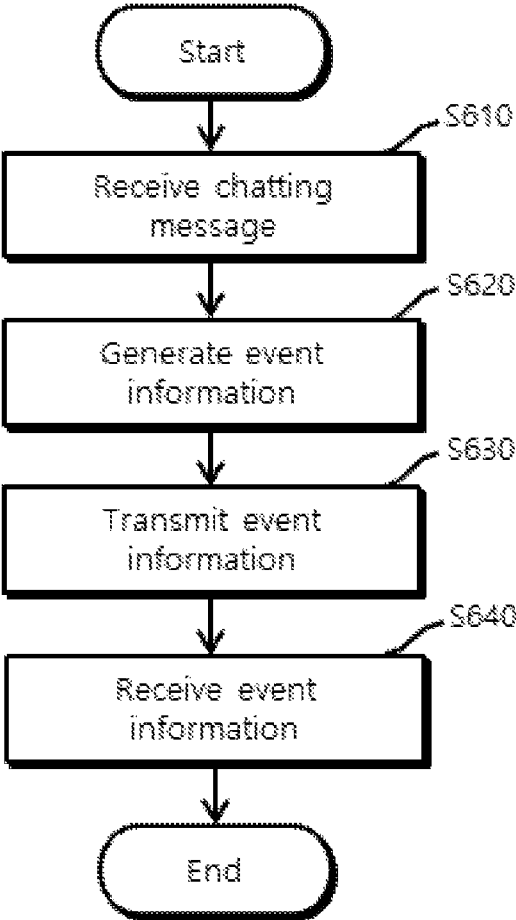 Start
S610
Receive chatting
message
S620
Generate event
information
S630
Transmit event
information
S640
Receive event
information
End